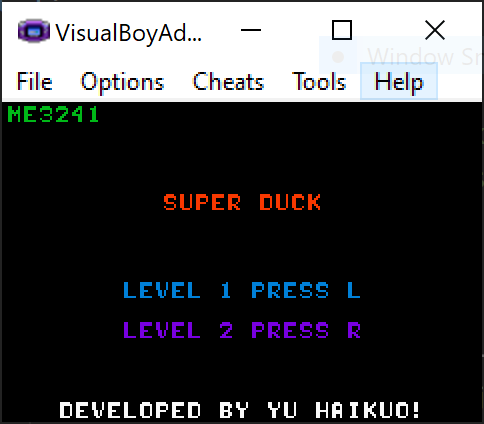 VisualBoyAd...
Window Sn
File Options Cheats Tools Help
ME3241
SUPER DUCK
LEVEL 1 PRESS L
LEVEL 2 PRESS R
DEVELOPED BY YU HAIKUO!